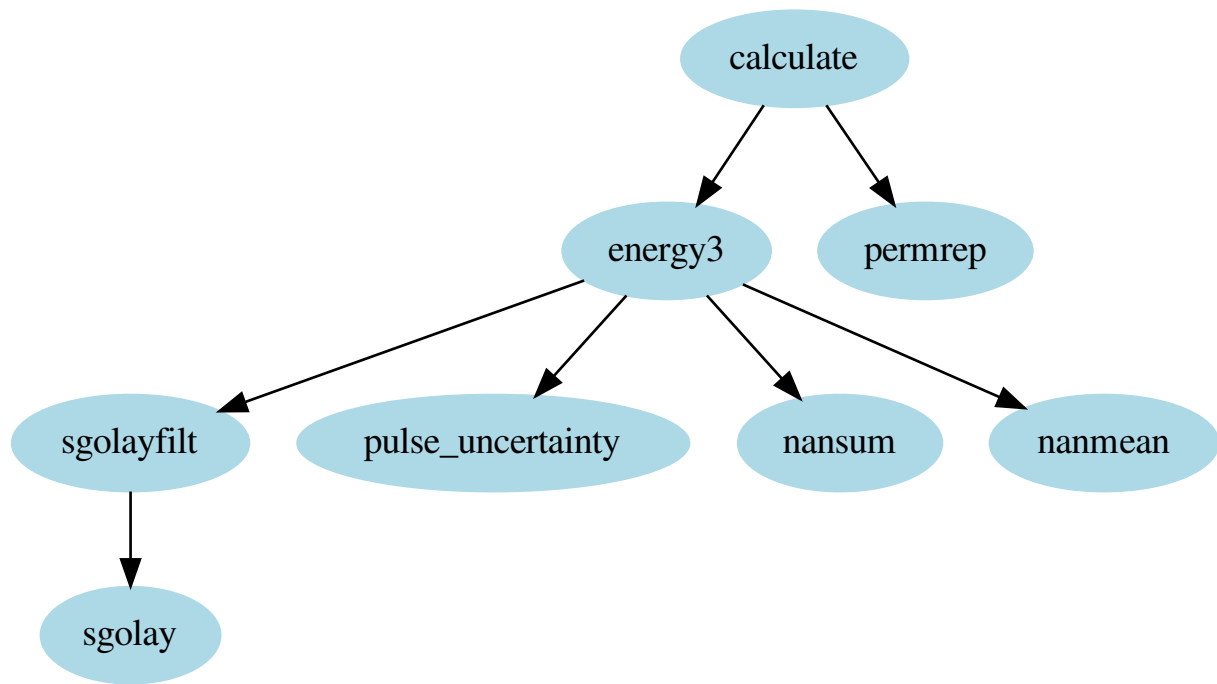 calculate
energy3
permrep
sgolayfilt
pulse_uncertainty
nansum
nanmean
sgolay